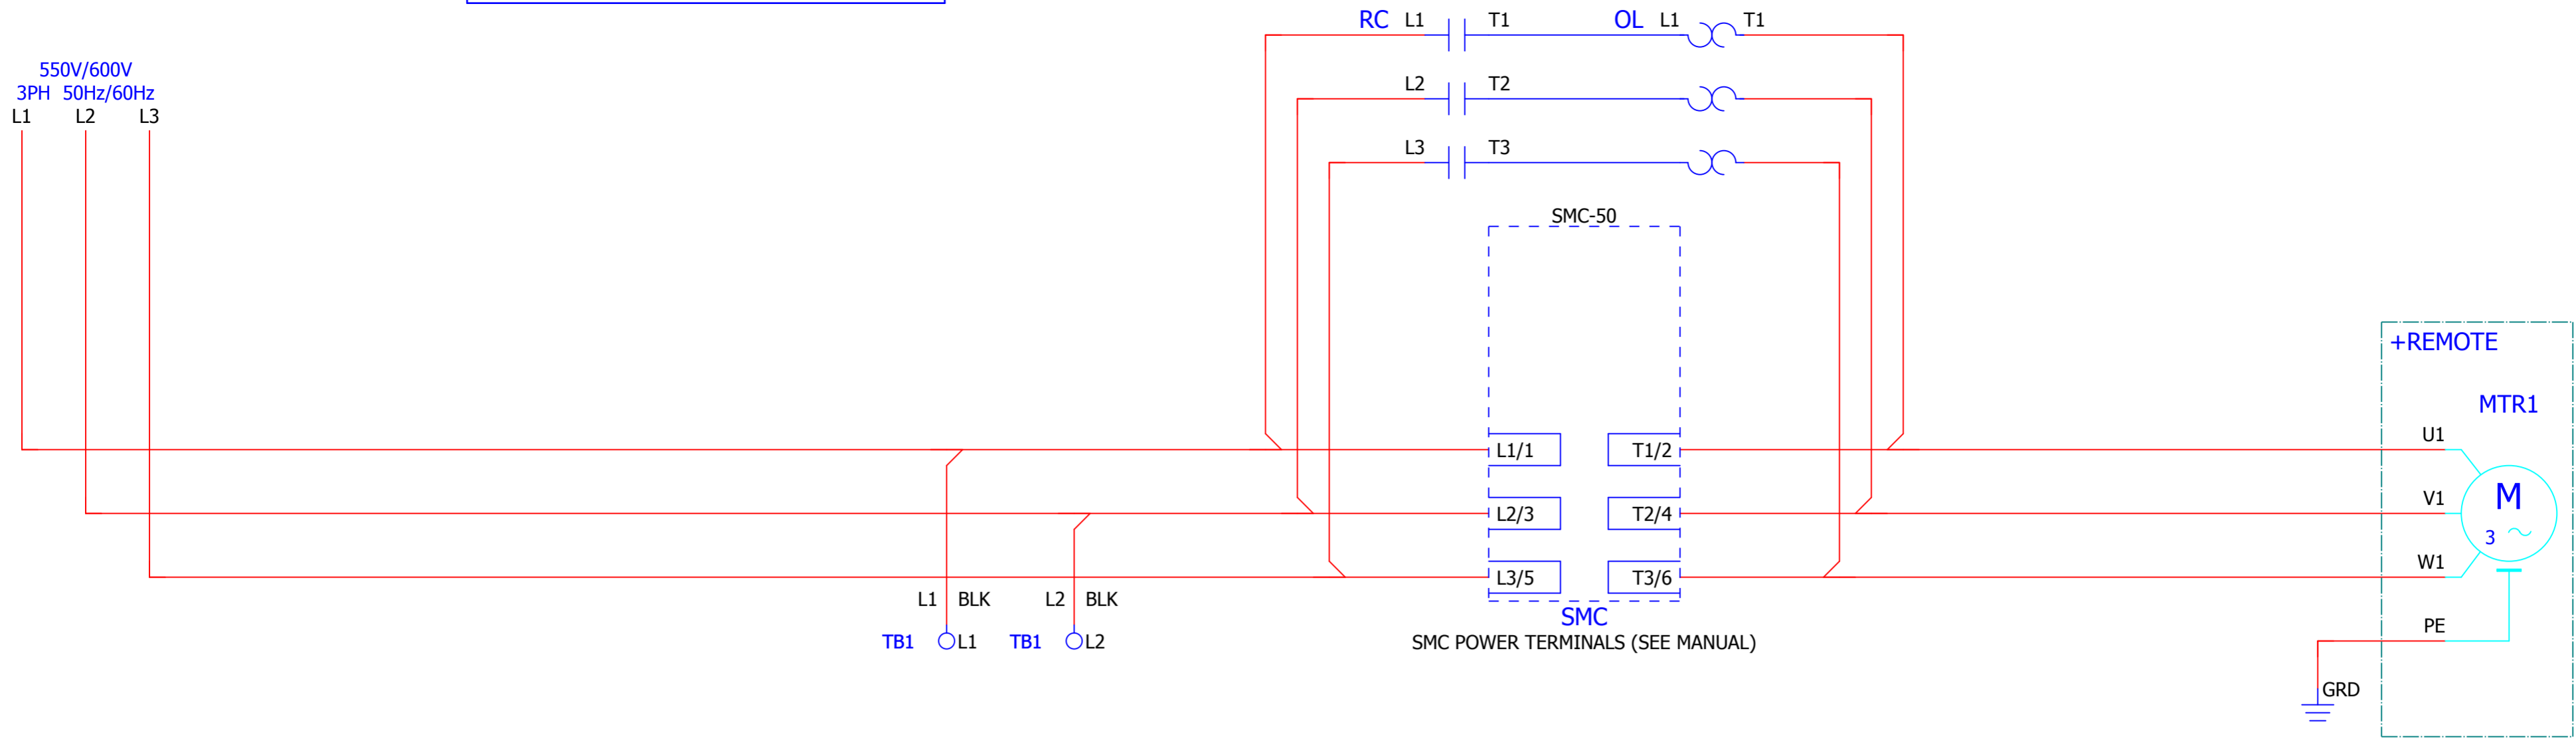 RC L1 T1 OL L1 T1
550V/600V
3PH 50Hz/60Hz
L1 L2 L3
L2 T2
L3 T3
SMC-50
+REMOTE
MTR1
U1
L1/1 T1/2
V1
M
3
L2/3 T2/4
W1
L3/5 T3/6
L1 BLK L2 BLK
SMC
PE
TB1 L1 TB1 L2
SMC POWER TERMINALS (SEE MANUAL)
GRD